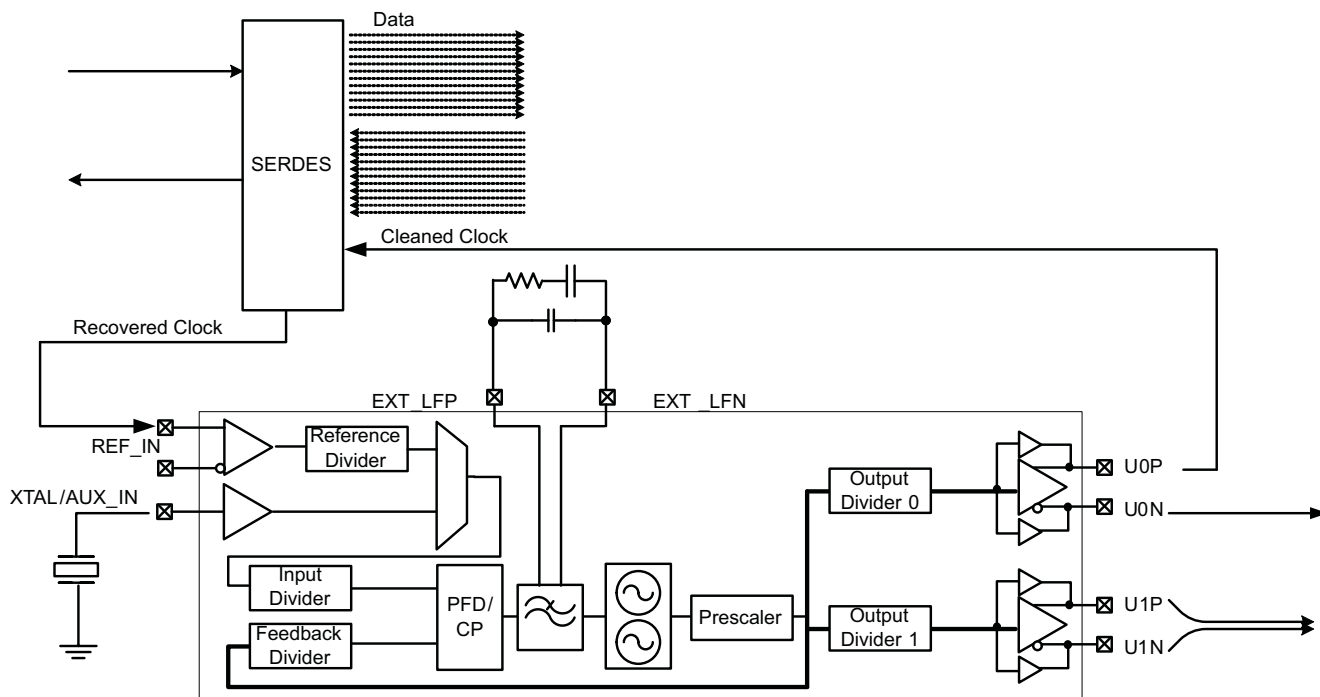 Data
SERDES
Cleaned Clock
Recovered Clock
EXT_LFP
EXT _LFN
REF_IN
Reference
Divider
XTAL/AUX_IN
Output
Divider 0
U0P
U0N
Input
Divider
PFD/
CP
Prescaler
Feedback
Divider
Output
Divider 1
U1P
U1N